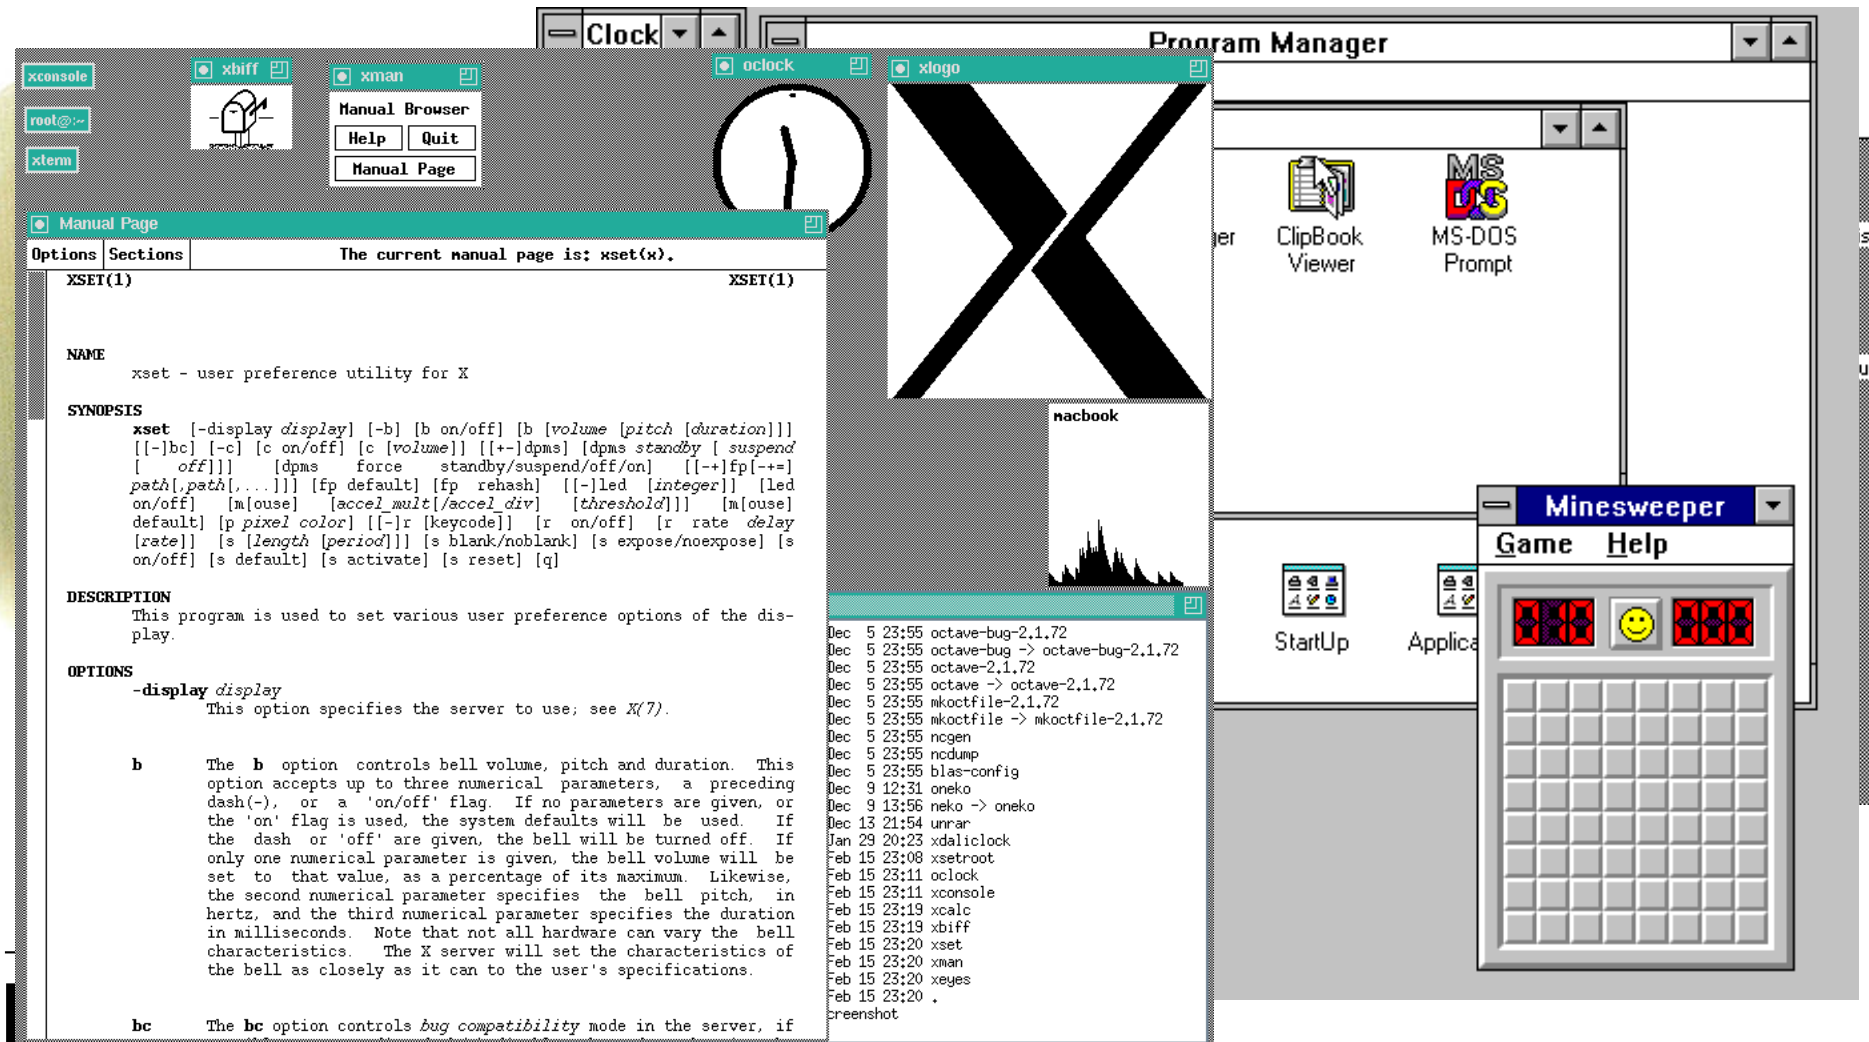 Clock
Program Manager
xconsole
root@:~
xterm
xbiff
xman
Manual Browser
Help Quit
Manual Page
oclock
xlogo
ClipBook
Viewer
MS
DOS
MS-DOS
Prompt
Manual Page
Options Sections The current manual page is: xset(x).
XSET(1) XSET(1)
NAME
xset - user preference utility for X
SYNOPSIS
xset [-display display] [-b] [b on/off] [b [volume [pitch [duration]]]
[[-]bc] [-c] [c on/off] [c [volume]] [[+-]dpms] [dpms standby [ suspend
[ off]]] [dpms force standby/suspend/off/on] [[-+]fp[-+=]
path[,path[,...]]] [fp default] [fp rehash] [[-]led [integer]] [led
on/off] [m[ouse] [accel_mult[/accel_div] [threshold]]] [m[ouse]
default] [p pixel color] [[-]r [keycode]] [r on/off] [r rate delay
[rate]] [s [length [period]]] [s blank/noblank] [s expose/noexpose] [s
on/off] [s default] [s activate] [s reset] [q]
DESCRIPTION
This program is used to set various user preference options of the dis-
play.
OPTIONS
-display display
This option specifies the server to use; see X(7).
b The b option controls bell volume, pitch and duration. This
option accepts up to three numerical parameters, a preceding
dash(-), or a 'on/off' flag. If no parameters are given, or
the 'on' flag is used, the system defaults will be used. If
the dash or 'off' are given, the bell will be turned off. If
only one numerical parameter is given, the bell volume will be
set to that value, as a percentage of its maximum. Likewise,
the second numerical parameter specifies the bell pitch, in
hertz, and the third numerical parameter specifies the duration
in milliseconds. Note that not all hardware can vary the bell
characteristics. The X server will set the characteristics of
the bell as closely as it can to the user's specifications.
bc The bc option controls bug compatibility mode in the server, if
macbook
Dec 5 23:55 octave-bug-2.1.72
Dec 5 23:55 octave-bug -> octave-bug-2.1.72
Dec 5 23:55 octave-2.1.72
Dec 5 23:55 octave -> octave-2.1.72
Dec 5 23:55 mkoctfile-2.1.72
Dec 5 23:55 mkoctfile -> mkoctfile-2.1.72
Dec 5 23:55 ncgen
Dec 5 23:55 ncdump
Dec 5 23:55 blas-config
Dec 9 12:31 oneko
Dec 9 13:56 neko -> oneko
Dec 13 21:54 unrar
Jan 29 20:23 xdaliclock
Feb 15 23:08 xsetroot
Feb 15 23:11 oclock
Feb 15 23:11 xconsole
Feb 15 23:19 xcalc
Feb 15 23:19 xbiff
Feb 15 23:20 xset
Feb 15 23:20 xman
Feb 15 23:20 xeyes
Feb 15 23:20 .
creenshot
StartUp
Applica
Minesweeper
Game Help